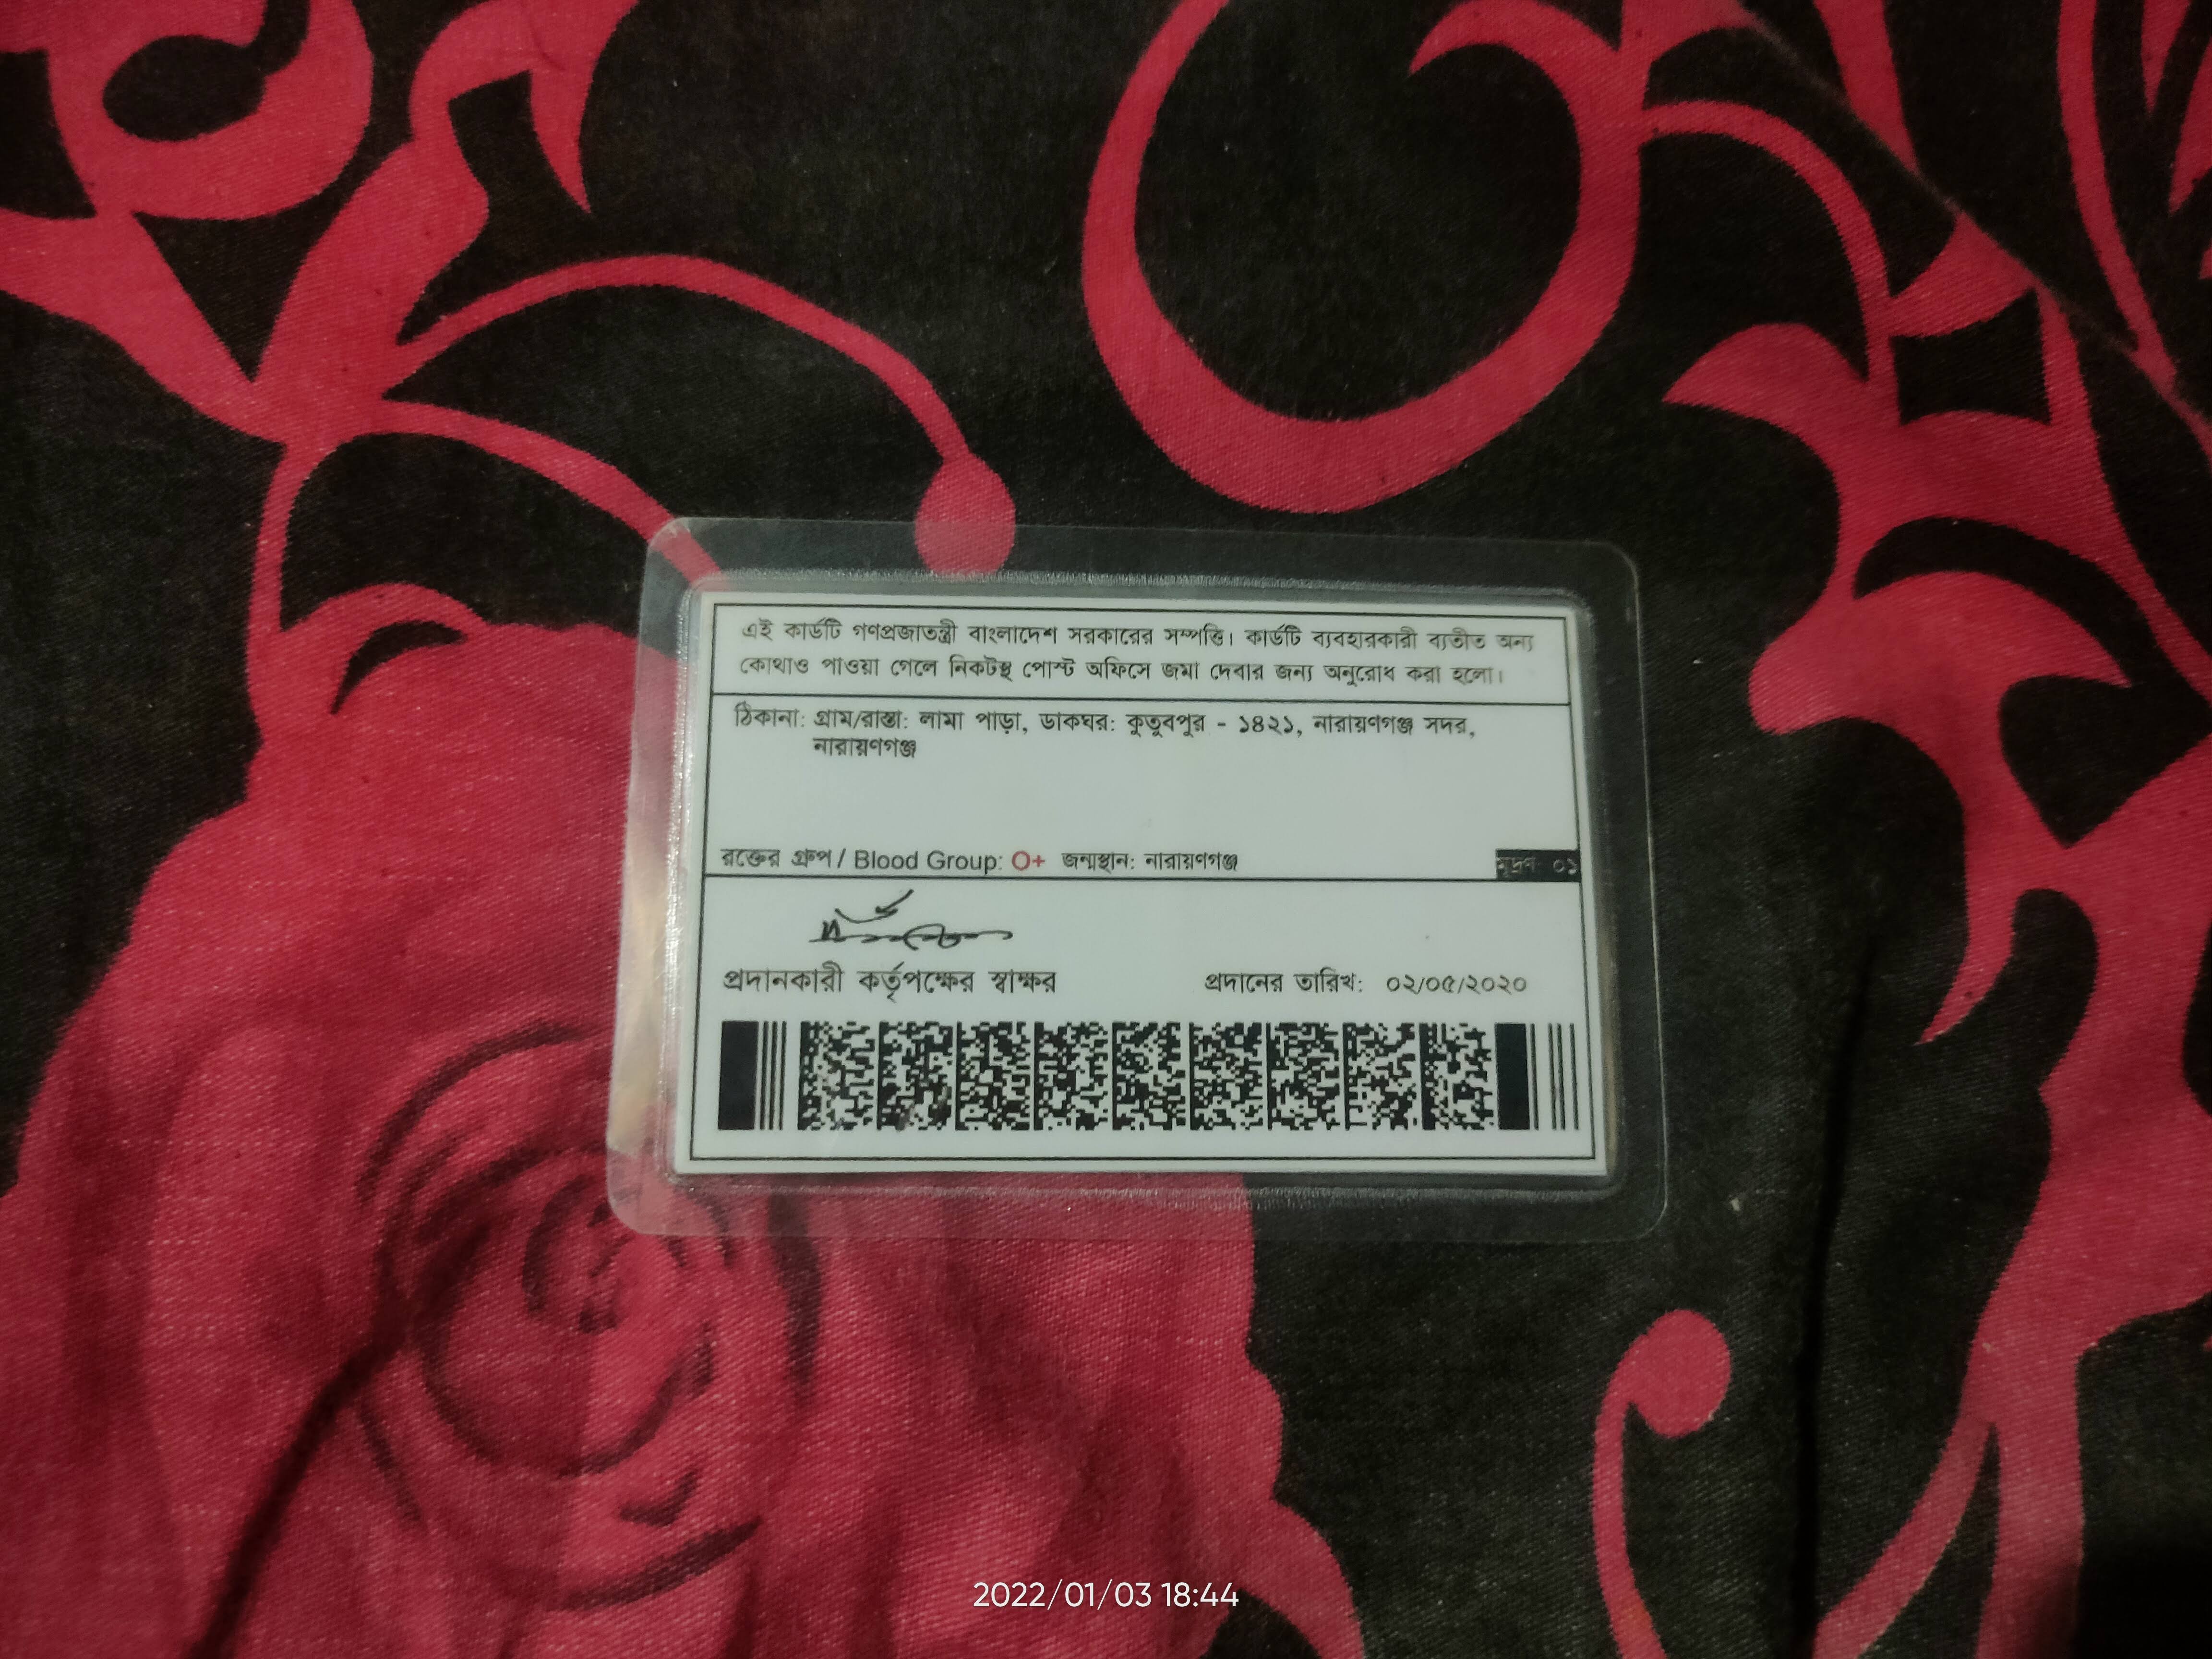 এই কার্ডটি গণপ্রজাতন্ত্রী বাংলাদেশ সরকারের সম্পত্তি। কার্ডটি ব্যবহারকারী ব্যতীত অন্য
কোথাও পাওয়া গেলে নিকটস্থ পোস্ট অফিসে জমা দেবার জন্য অনুরোধ করা হলো।
ঠিকানা: গ্রাম/রাস্তা: লামা পাড়া, ডাকঘর: কুতুবপুর - ১৪২১, নারায়ণগঞ্জ সদর,
নারায়ণগঞ্জ
রক্তের গ্রুপ / Blood Group: O+ জন্মস্থান: নারায়ণগঞ্জ মুদ্রণ: ০১
প্রদানকারী কর্তৃপক্ষের স্বাক্ষর প্রদানের তারিখ: ০২/০৫/২০২০
2022/01/03 18:44